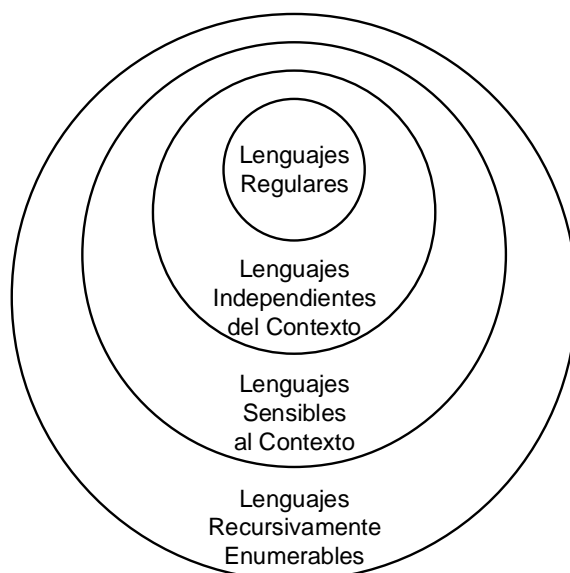 Lenguajes
Regulares
Lenguajes
Independientes
del Contexto
Lenguajes
Sensibles
al Contexto
Lenguajes
Recursivamente
Enumerables